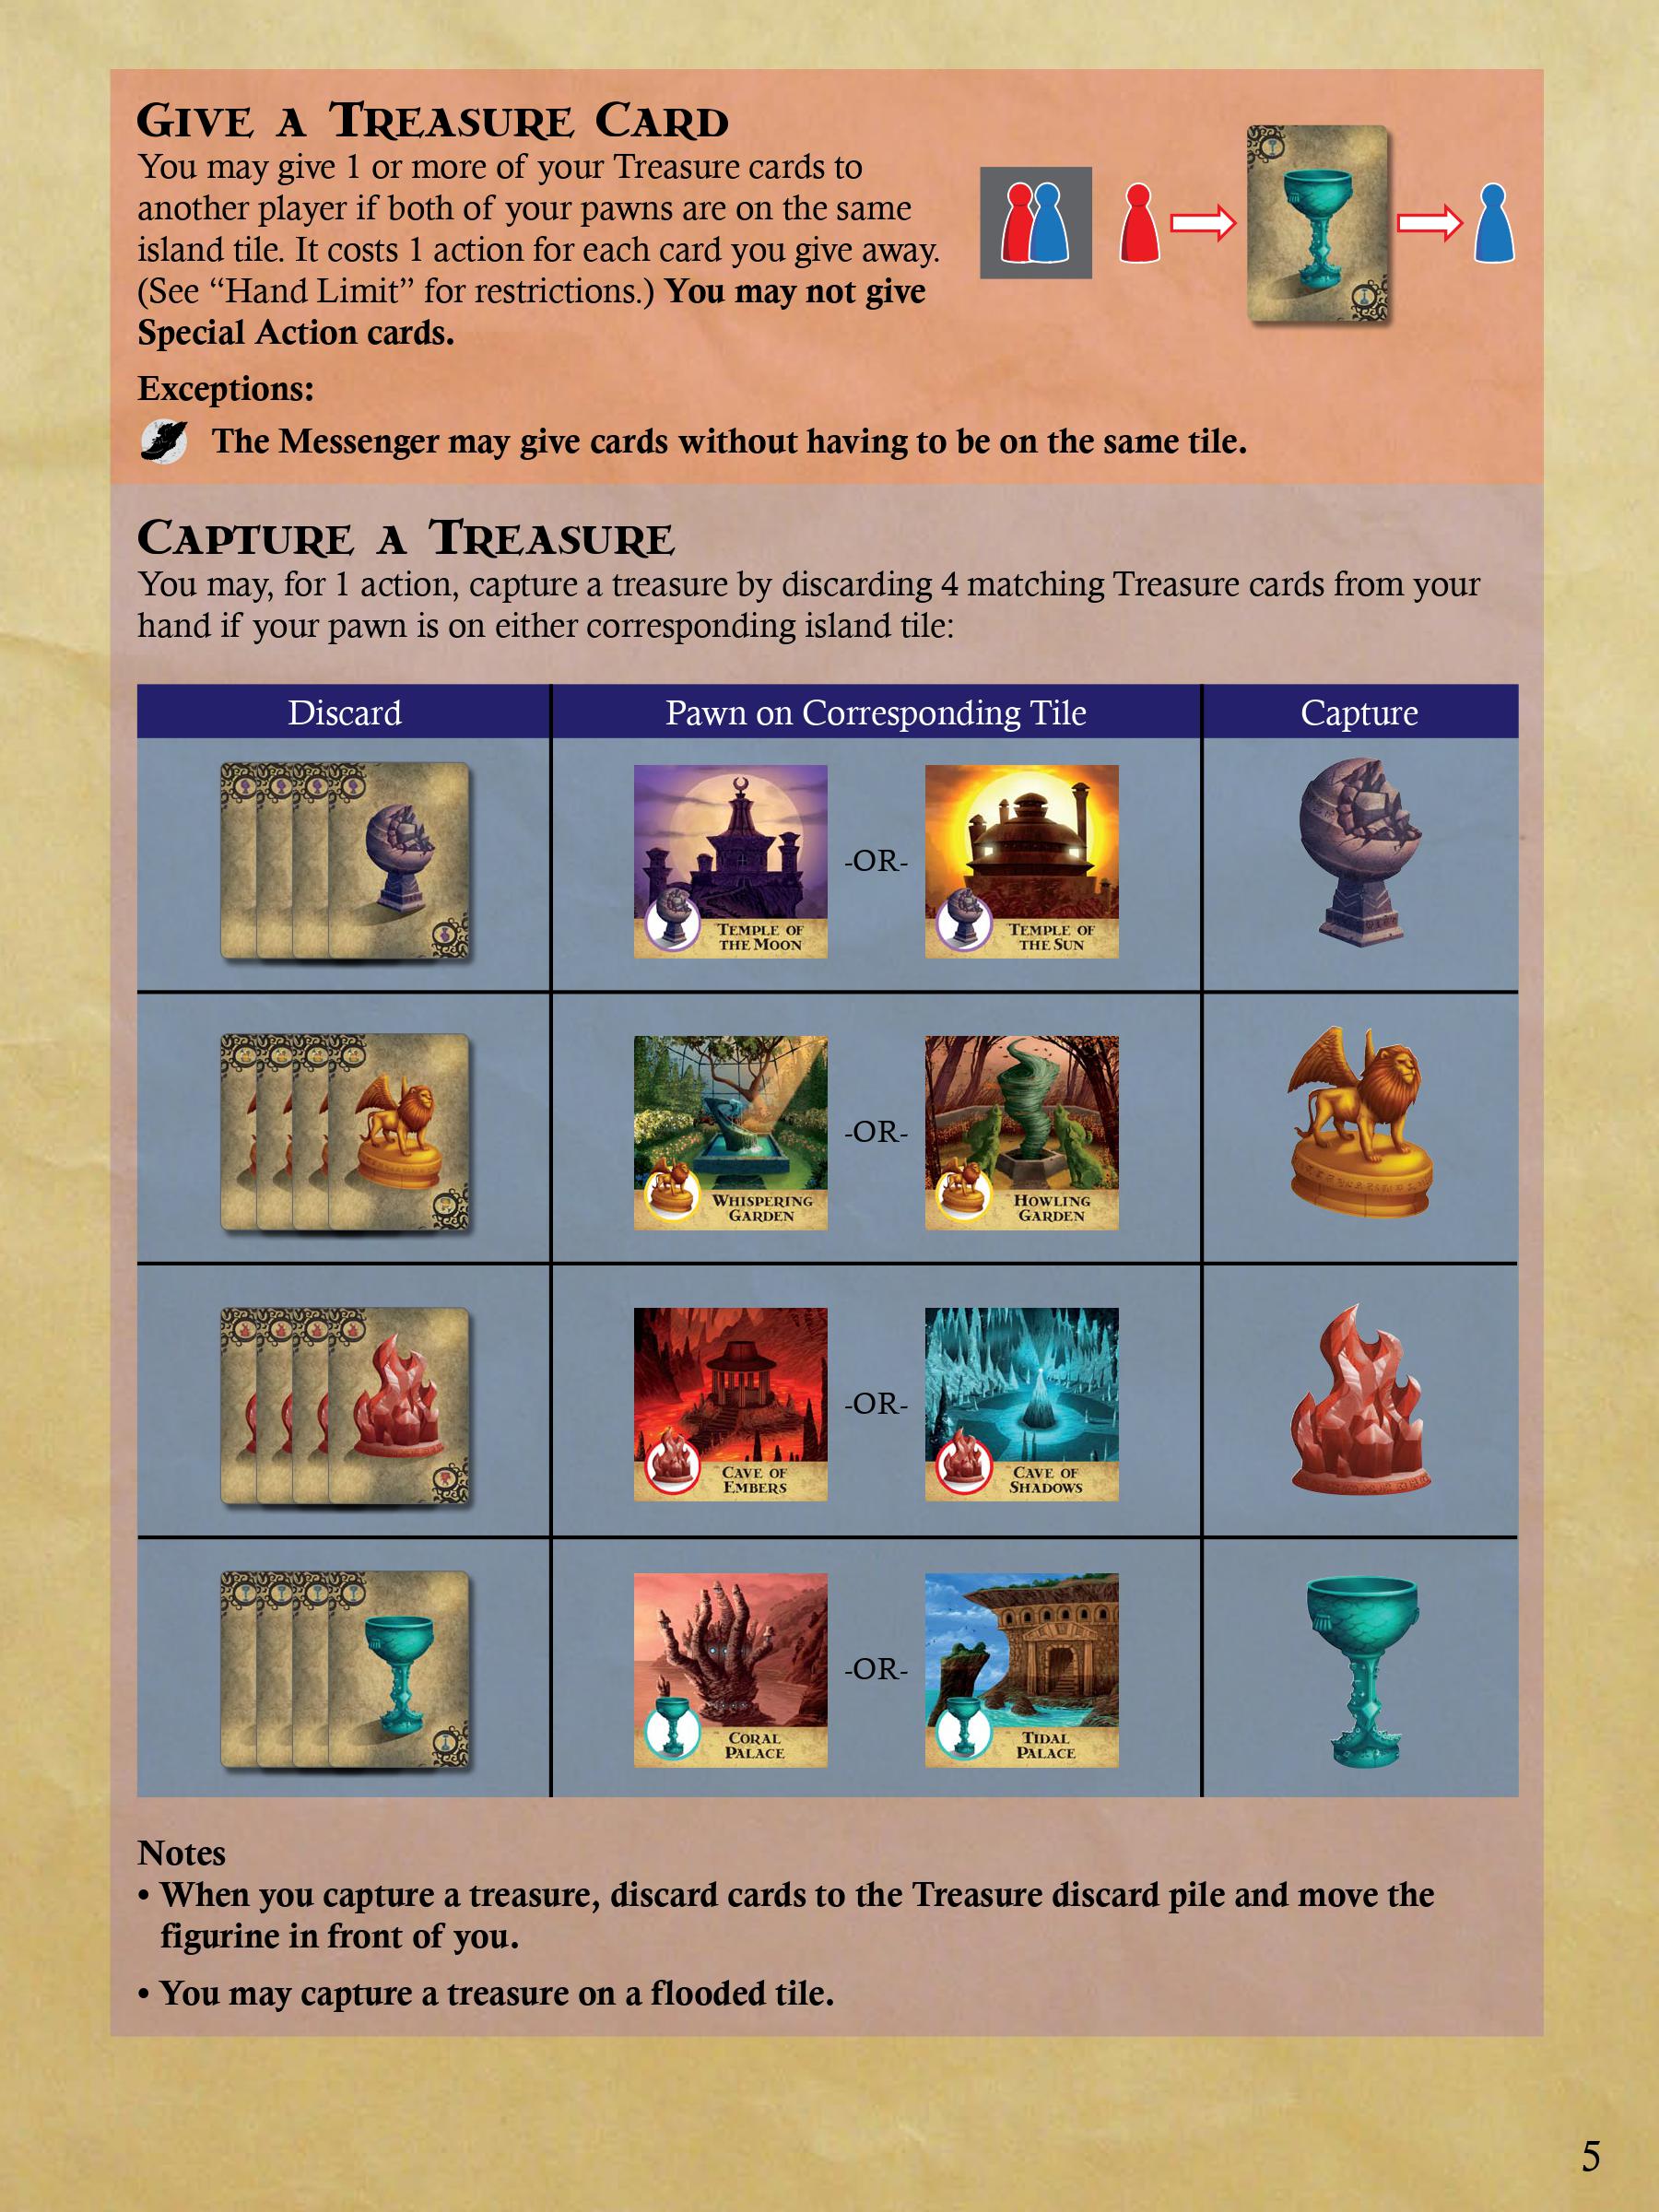 Give a Treasure Card
You may give 1 or more of your Treasure cards to
another player if both of your pawns are on the same
island tile. It costs 1 action for each card you give away.
(See “Hand Limit” for restrictions.) You may not give
Special Action cards.
Exceptions:
The Messenger may give cards without having to be on the same tile.
Capture a Treasure
You may, for 1 action, capture a treasure by discarding 4 matching Treasure cards from your
hand if your pawn is on either corresponding island tile:
Discard
Pawn on Corresponding Tile
Capture
Temple of
the Moon
-OR-
Temple of
the Sun
Whispering
Garden
-OR-
Howling
Garden
Cave of
Embers
-OR-
Cave of
Shadows
Coral
Palace
-OR-
Tidal
Palace
Notes
• When you capture a treasure, discard cards to the Treasure discard pile and move the
figurine in front of you.
• You may capture a treasure on a flooded tile.
5